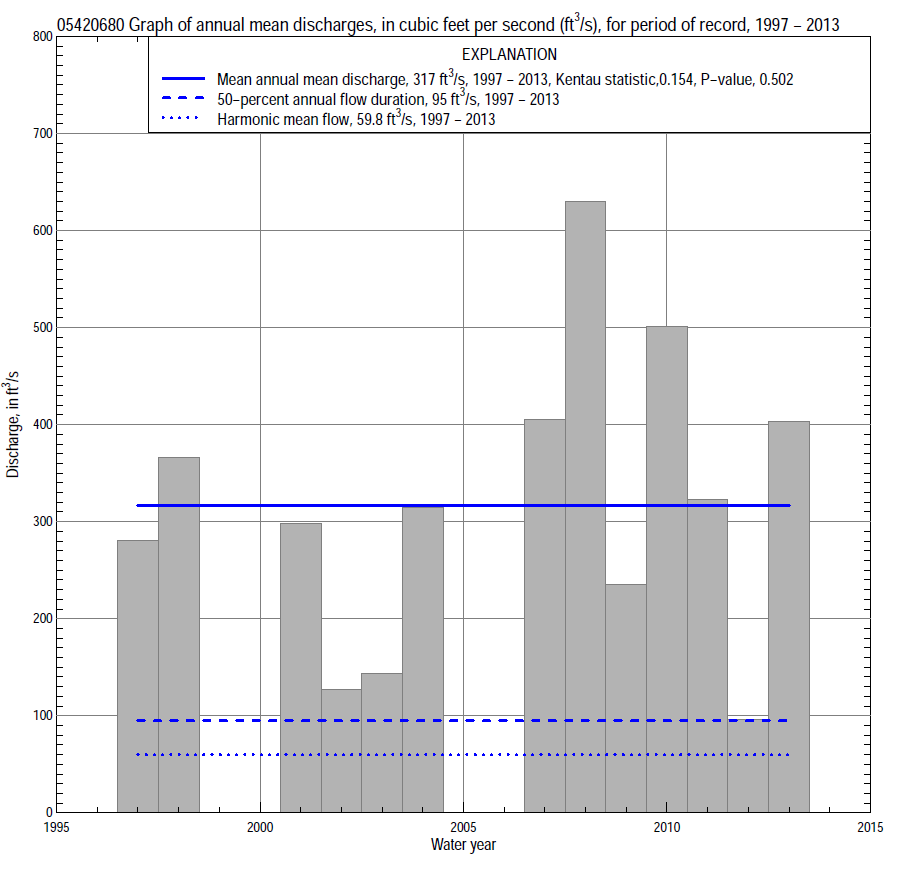 05420680 Graph of annual mean discharges, in cubic feet per second (ft³/s), for period of record, 1997 – 2013
EXPLANATION
Mean annual mean discharge, 317 ft³/s, 1997 – 2013, Kentau statistic,0.154, P–value, 0.502
50–percent annual flow duration, 95 ft³/s, 1997 – 2013
Harmonic mean flow, 59.8 ft³/s, 1997 – 2013
800
700
600
500
400
300
200
100
0
Discharge, in ft³/s
1995 2000 2005 2010 2015
Water year